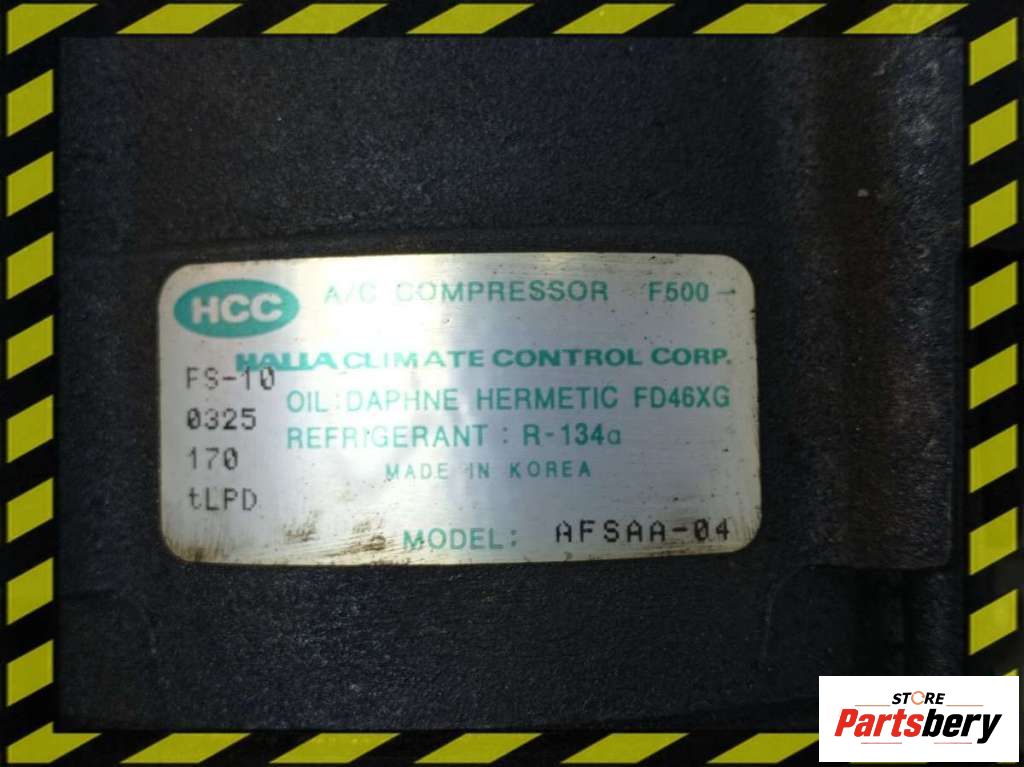 HCC
A/C COMPRESSOR F500-
HALLA CLIMATE CONTROL CORP.
FS-10
OIL: DAPHNE HERMETIC FD46XG
0325
REFRIGERANT: R-134a
170
MADE IN KOREA
tLPD
MODEL: AFSAA-04
STORE
Partsbery